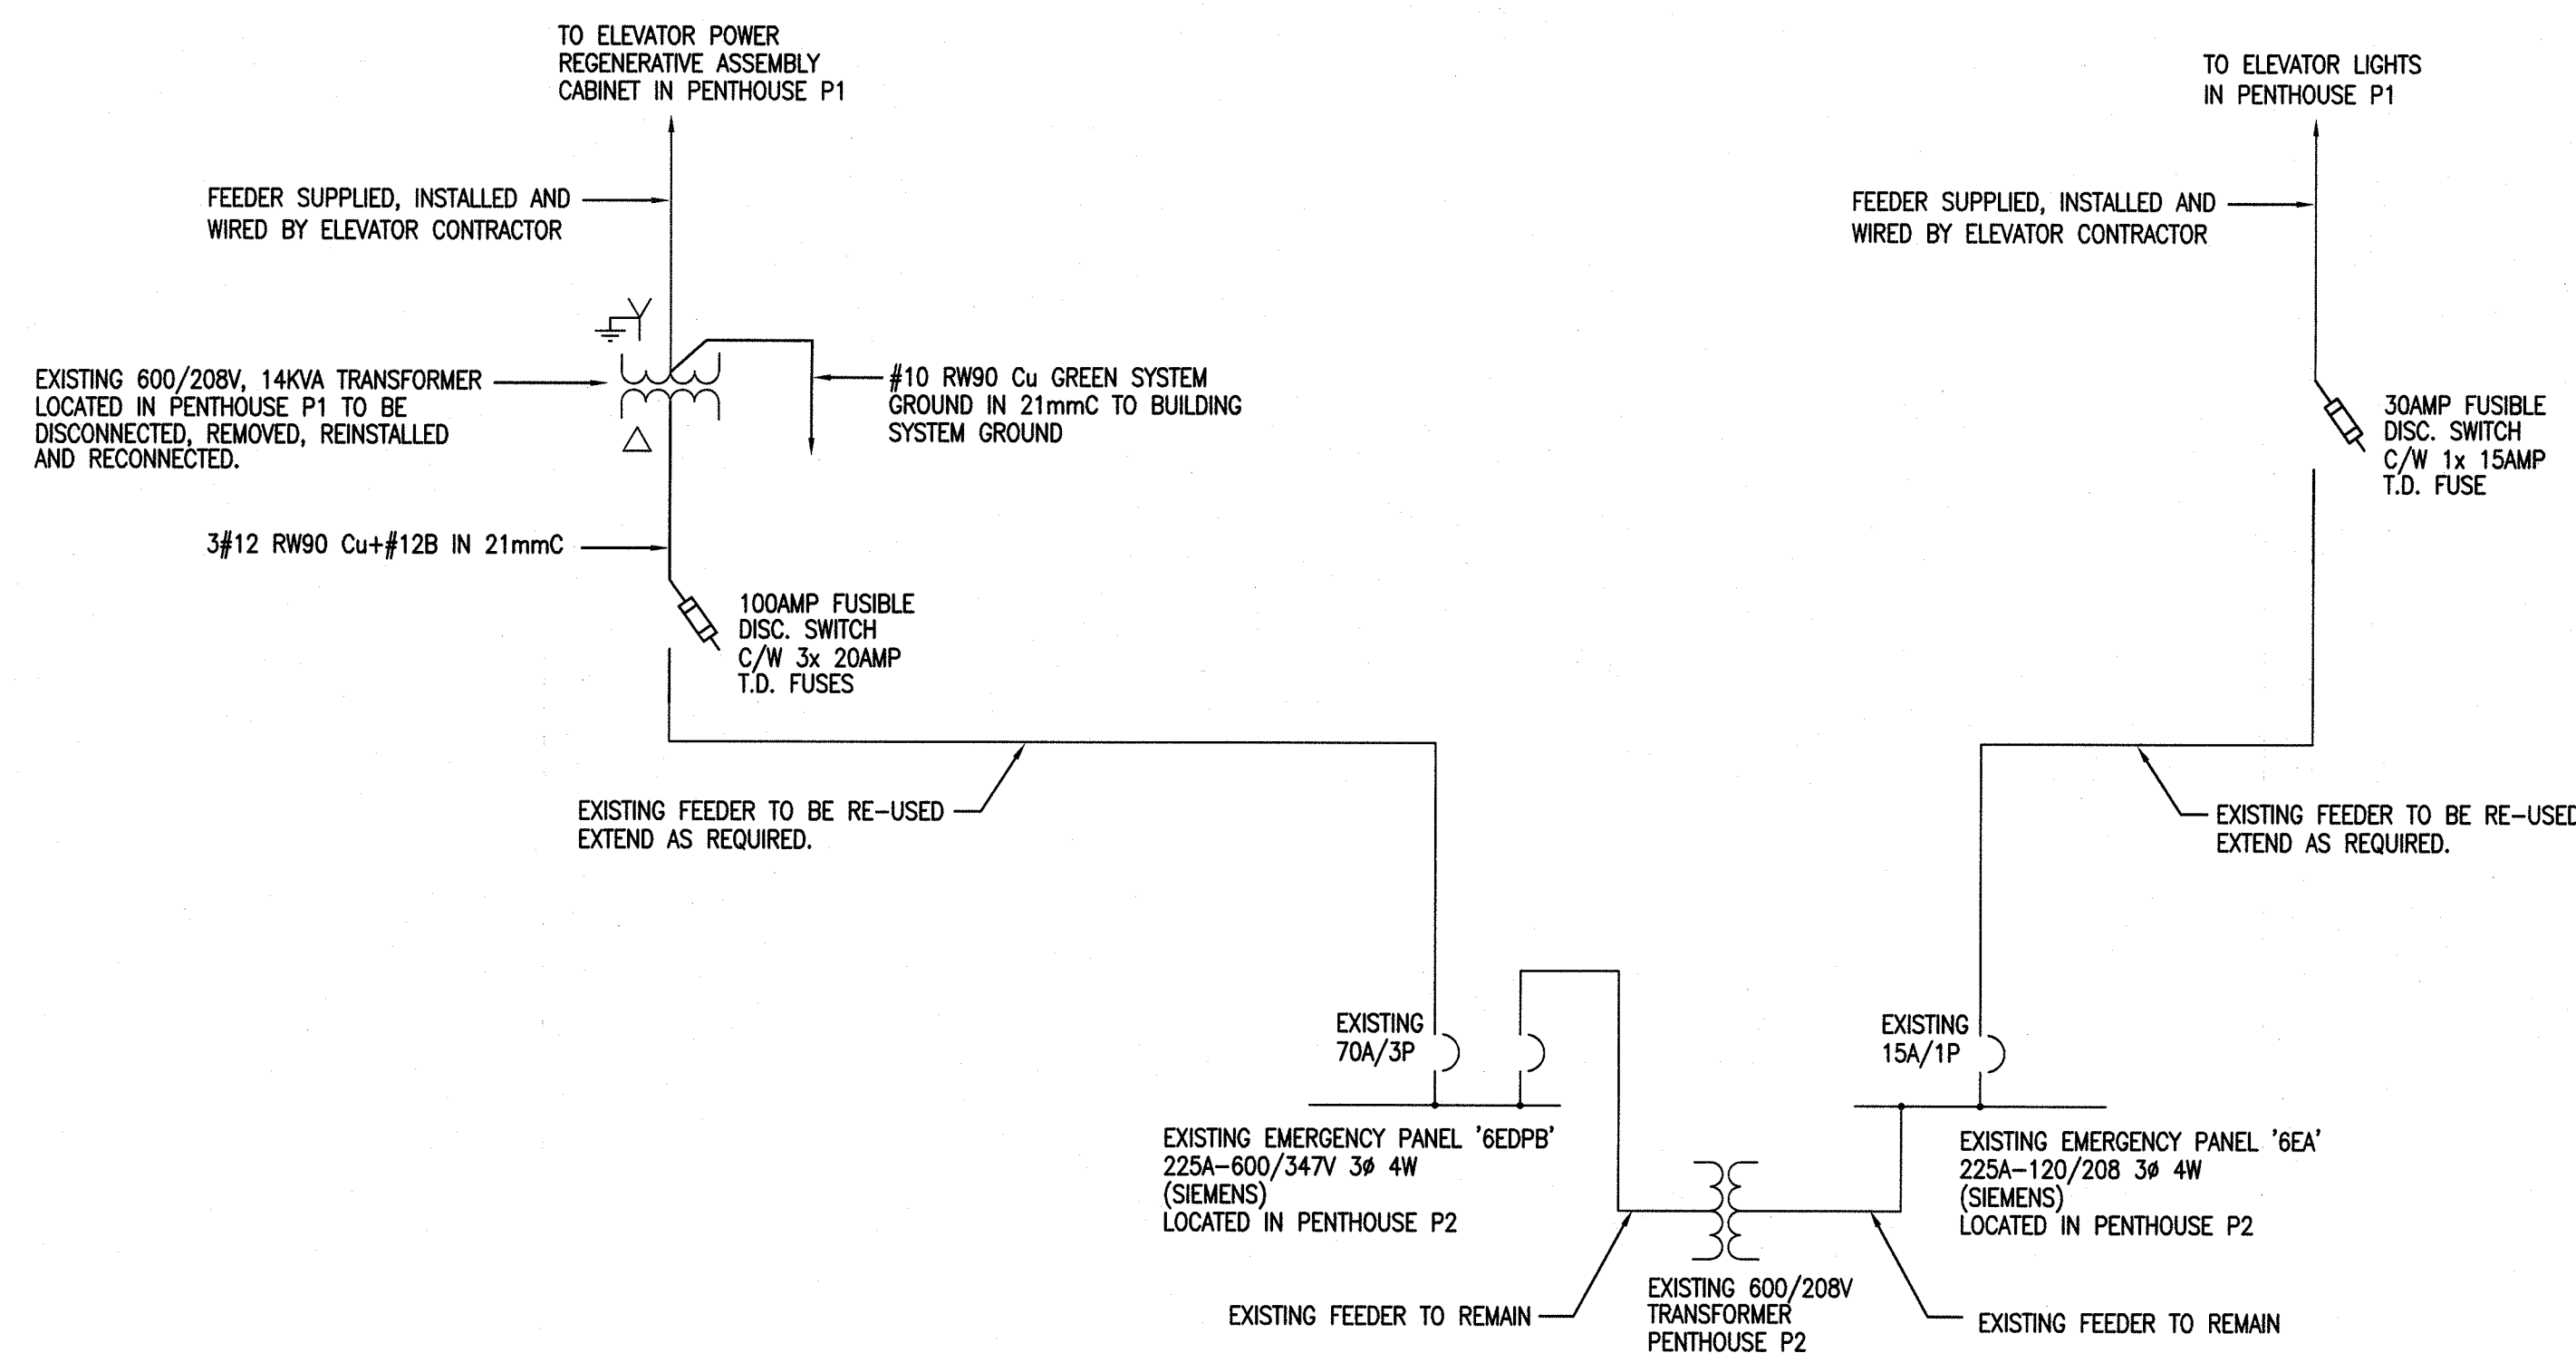 TO ELEVATOR POWER
REGENERATIVE ASSEMBLY
CABINET IN PENTHOUSE P1
TO ELEVATOR LIGHTS
IN PENTHOUSE P1
FEEDER SUPPLIED, INSTALLED AND
WIRED BY ELEVATOR CONTRACTOR
FEEDER SUPPLIED, INSTALLED AND
WIRED BY ELEVATOR CONTRACTOR
EXISTING 600/208V, 14KVA TRANSFORMER
LOCATED IN PENTHOUSE P1 TO BE
DISCONNECTED, REMOVED, REINSTALLED
AND RECONNECTED.
#10 RW90 Cu GREEN SYSTEM
GROUND IN 21mmC TO BUILDING
SYSTEM GROUND
30AMP FUSIBLE
DISC. SWITCH
C/W 1x 15AMP
T.D. FUSE
3#12 RW90 Cu+#12B IN 21mmC
100AMP FUSIBLE
DISC. SWITCH
C/W 3x 20AMP
T.D. FUSES
EXISTING FEEDER TO BE RE-USED
EXTEND AS REQUIRED.
EXISTING FEEDER TO BE RE-USED
EXTEND AS REQUIRED.
EXISTING
70A/3P
EXISTING
15A/1P
EXISTING EMERGENCY PANEL '6EDPB'
225A-600/347V 3ø 4W
(SIEMENS)
LOCATED IN PENTHOUSE P2
EXISTING EMERGENCY PANEL '6EA'
225A-120/208 3ø 4W
(SIEMENS)
LOCATED IN PENTHOUSE P2
EXISTING FEEDER TO REMAIN
EXISTING 600/208V
TRANSFORMER
PENTHOUSE P2
EXISTING FEEDER TO REMAIN